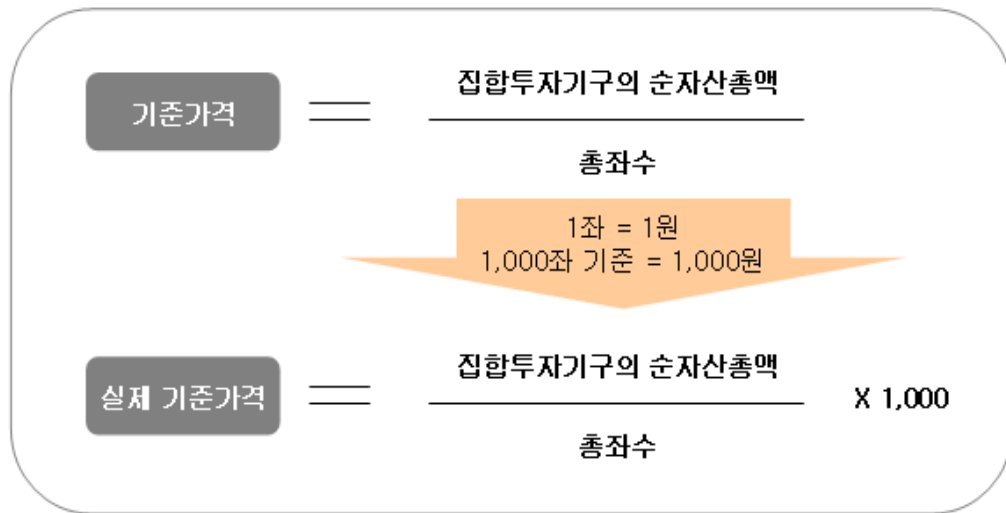 집합투자기구의 순자산총액
기준가격
총좌수
1좌 = 1원
1,000좌 기준 = 1,000원
집합투자기구의 순자산총액
실제 기준가격
X 1,000
총좌수